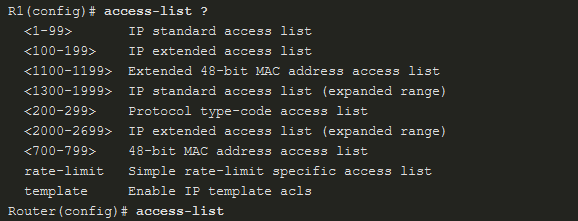 R1(config)# access-list ?
<1-99> IP standard access list
<100-199> IP extended access list
<1100-1199> Extended 48-bit MAC address access list
<1300-1999> IP standard access list (expanded range)
<200-299> Protocol type-code access list
<2000-2699> IP extended access list (expanded range)
<700-799> 48-bit MAC address access list
rate-limit Simple rate-limit specific access list
template Enable IP template acls
Router(config)# access-list